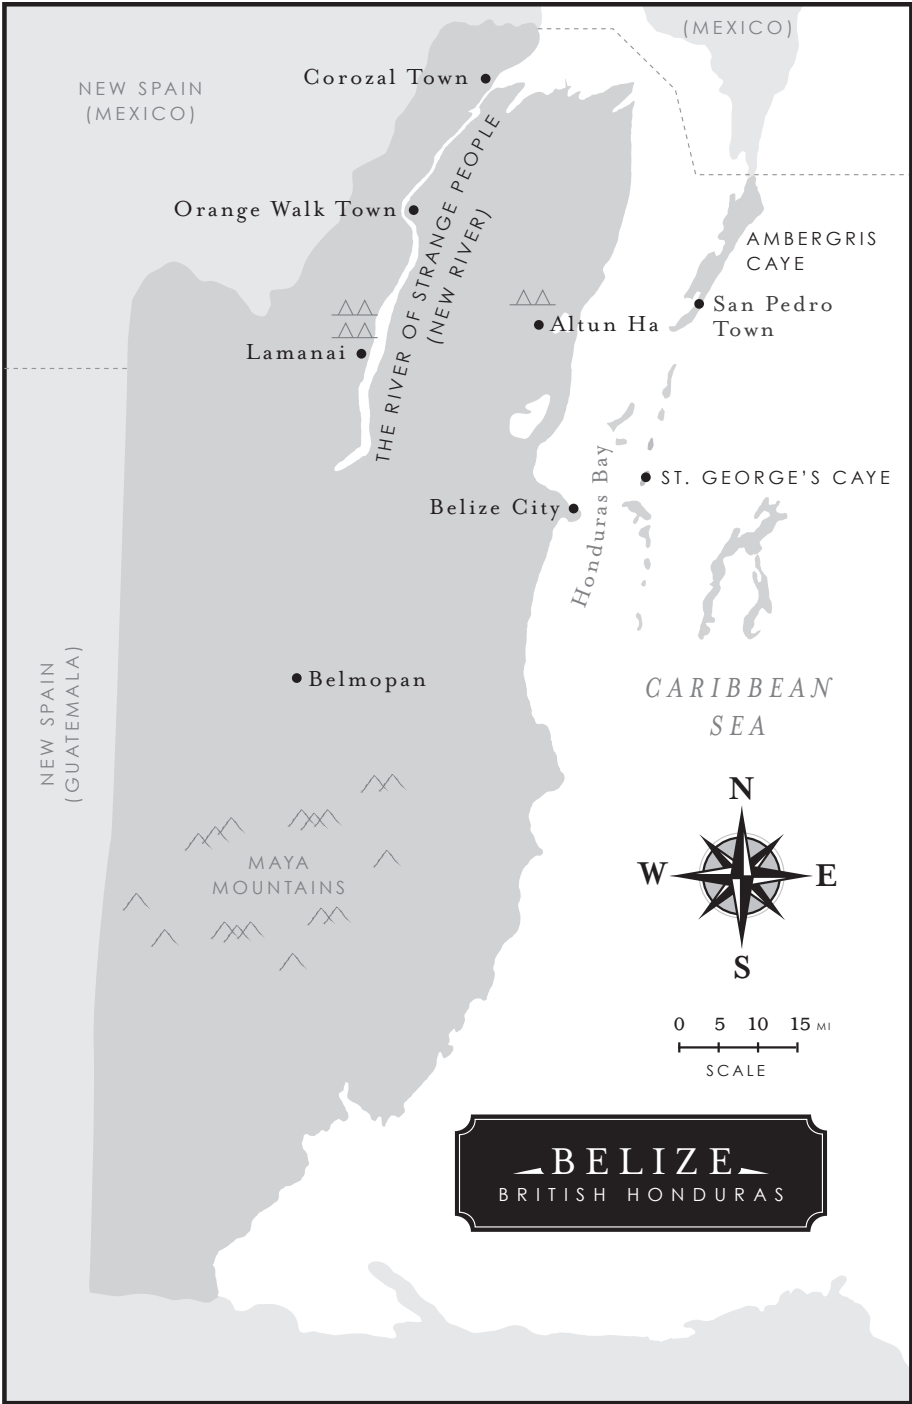 (MEXICO)
NEW SPAIN
(MEXICO)
Corozal Town
Orange Walk Town
THE RIVER OF STRANGE PEOPLE
(NEW RIVER)
AMBERGRIS
CAYE
San Pedro
Town
Altun Ha
Lamanai
ST. GEORGE'S CAYE
Belize City
Honduras Bay
Belmopan
NEW SPAIN
(GUATEMALA)
CARIBBEAN
SEA
MAYA
MOUNTAINS
N
W E
S
0 5 10 15 MI
SCALE
BELIZE
BRITISH HONDURAS